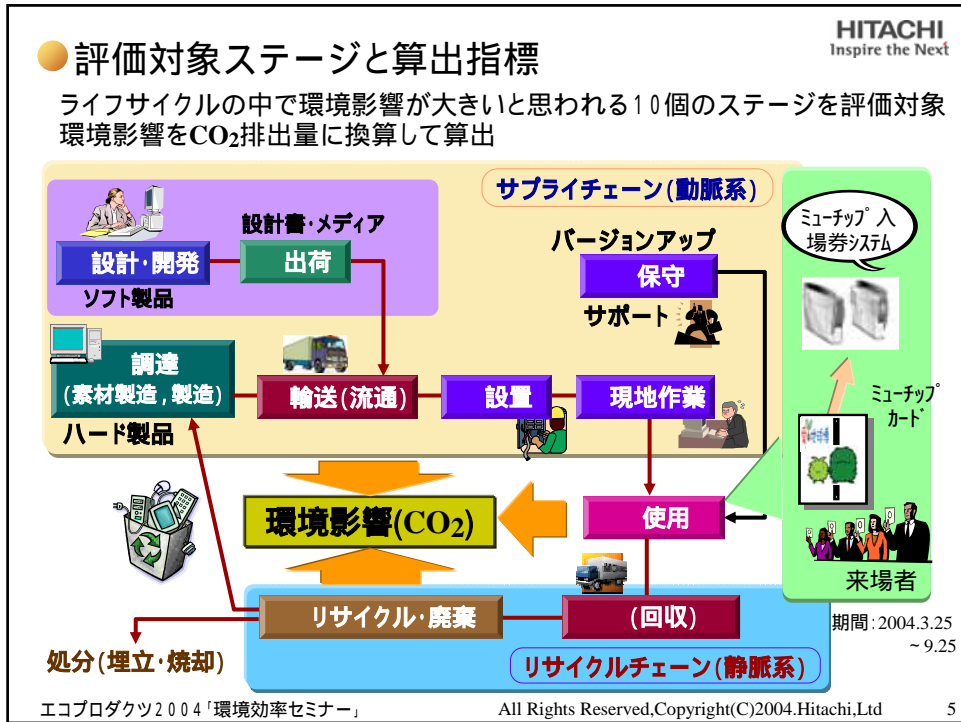 HITACHI
Inspire the Next
評価対象ステージと算出指標
ライフサイクルの中で環境影響が大きいと思われる10個のステージを評価対象
環境影響をCO2排出量に換算して算出
サプライチェーン(動脈系)
設計書・メディア
設計・開発
出荷
ソフト製品
バージョンアップ
保守
サポート
ミューチップ 入
場券システム
調達
(素材製造,製造)
ハード製品
輸送(流通)
設置
現地作業
ミューチップ
カード
環境影響(CO2)
使用
来場者
リサイクル・廃棄
(回収)
期間:2004.3.25
~9.25
処分(埋立・焼却)
リサイクルチェーン(静脈系)
エコプロダクツ2004「環境効率セミナー」
All Rights Reserved,Copyright(C)2004.Hitachi,Ltd
5